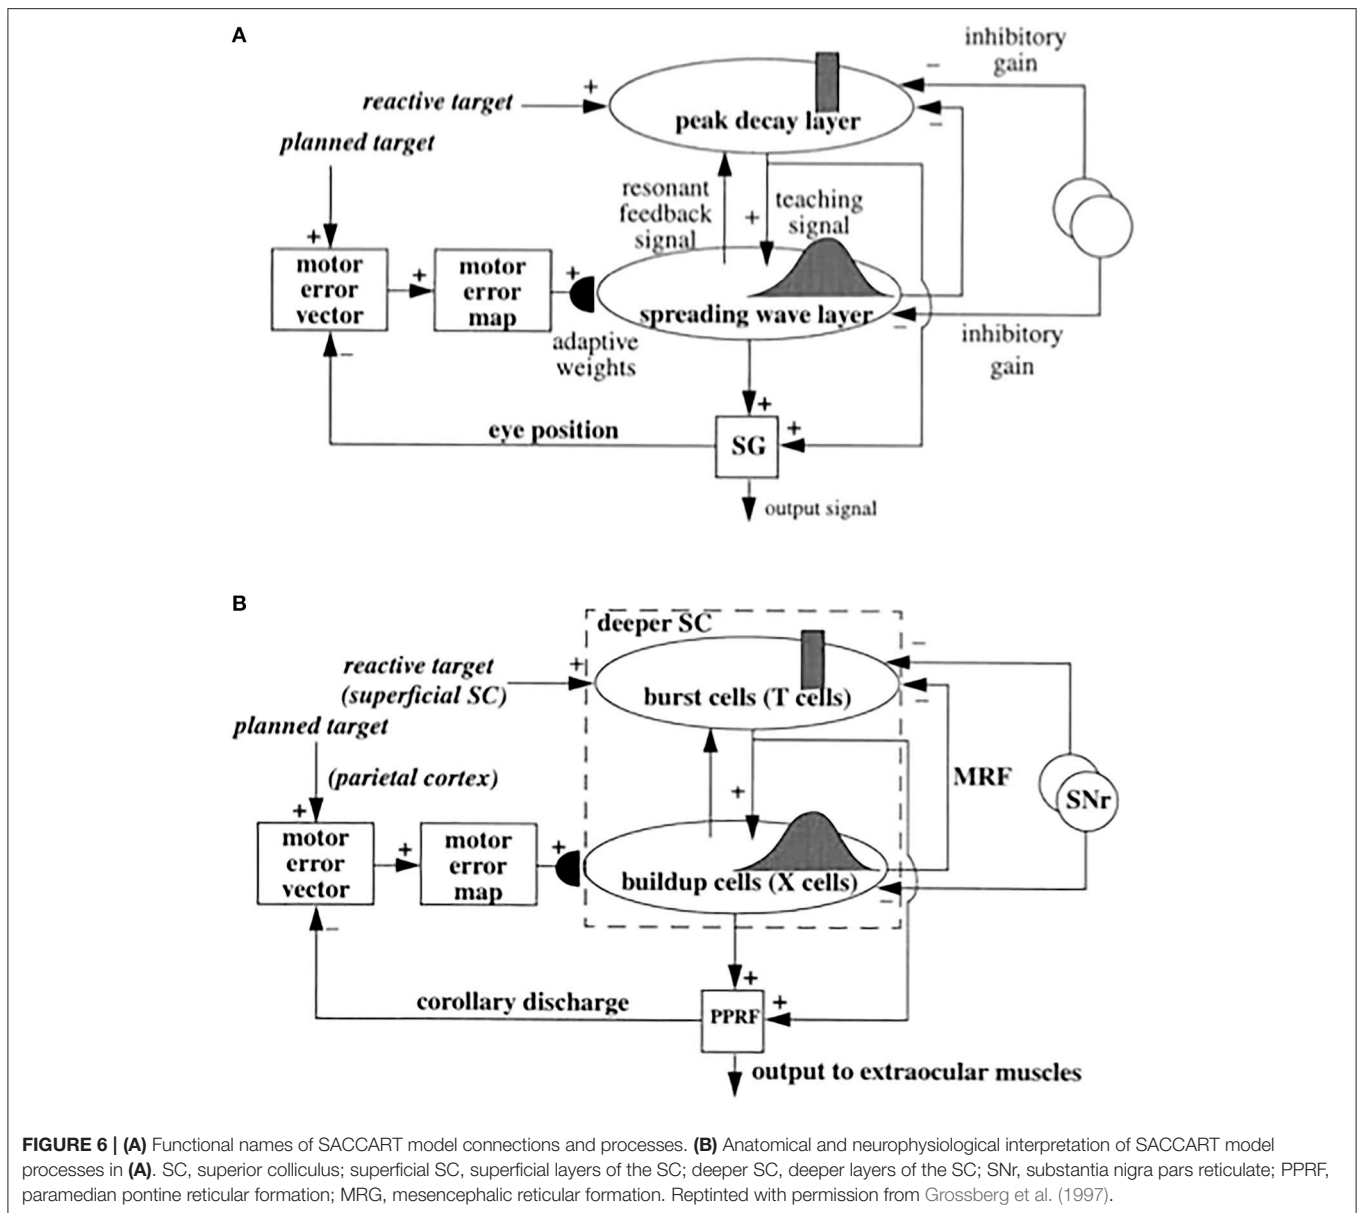 A
inhibitory
gain
−
+
reactive target
peak decay layer
−
planned target
resonant
feedback
signal
+
teaching
signal
+
motor
error
vector
+
motor
error
map
+
spreading wave layer
−
adaptive
weights
inhibitory
gain
−
+
eye position
SG
+
output signal
B
deeper SC
−
reactive target
(superficial SC)
+
burst cells (T cells)
−
planned target
(parietal cortex)
+
MRF
SNr
+
motor
error
vector
+
motor
error
map
+
buildup cells (X cells)
−
−
+
corollary discharge
PPRF
+
output to extraocular muscles
FIGURE 6 | (A) Functional names of SACCART model connections and processes. (B) Anatomical and neurophysiological interpretation of SACCART model
processes in (A). SC, superior colliculus; superficial SC, superficial layers of the SC; deeper SC, deeper layers of the SC; SNr, substantia nigra pars reticulate; PPRF,
paramedian pontine reticular formation; MRG, mesencephalic reticular formation. Reptinted with permission from Grossberg et al. (1997).